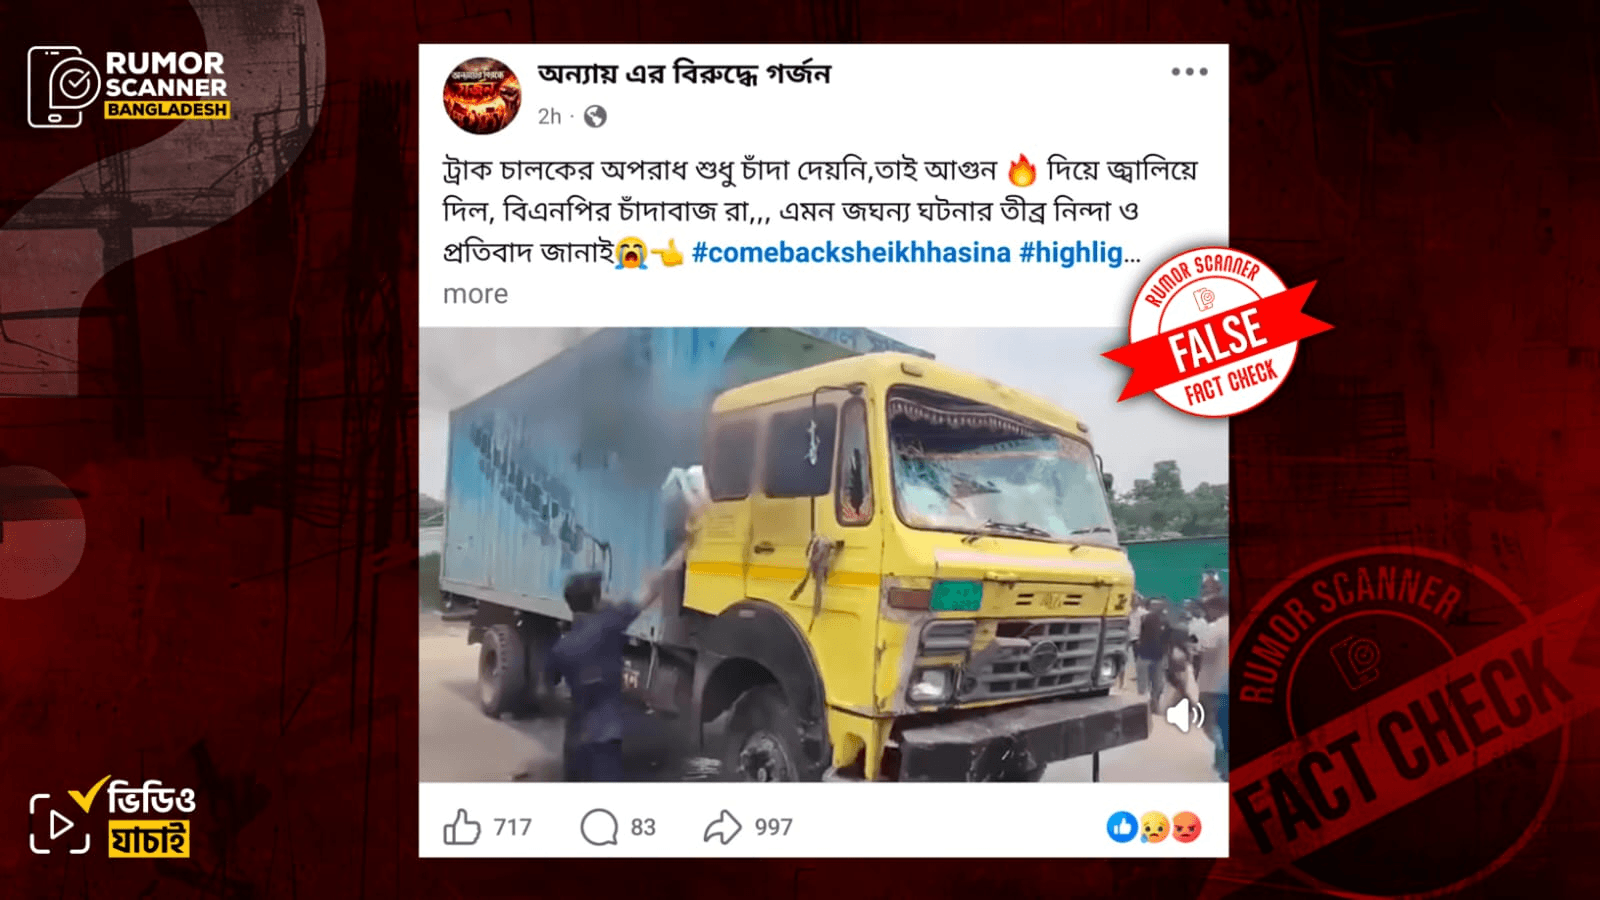 RUMOR
SCANNER
BANGLADESH
অন্যায় এর বিরুদ্ধে গর্জন
2h ·
ট্রাক চালকের অপরাধ শুধু চাঁদা দেয়নি,তাই আগুন 🔥 দিয়ে জ্বালিয়ে
দিল, বিএনপির চাঁদাবাজ রা,,, এমন জঘন্য ঘটনার তীব্র নিন্দা ও
প্রতিবাদ জানাই😭👈 #comebacksheikhhasina #highlig...
more
RUMOR SCANNER
FALSE
FACT CHECK
RUMOR SCANNER
FACT CHECK
717
83
997
ভিডিও
যাচাই